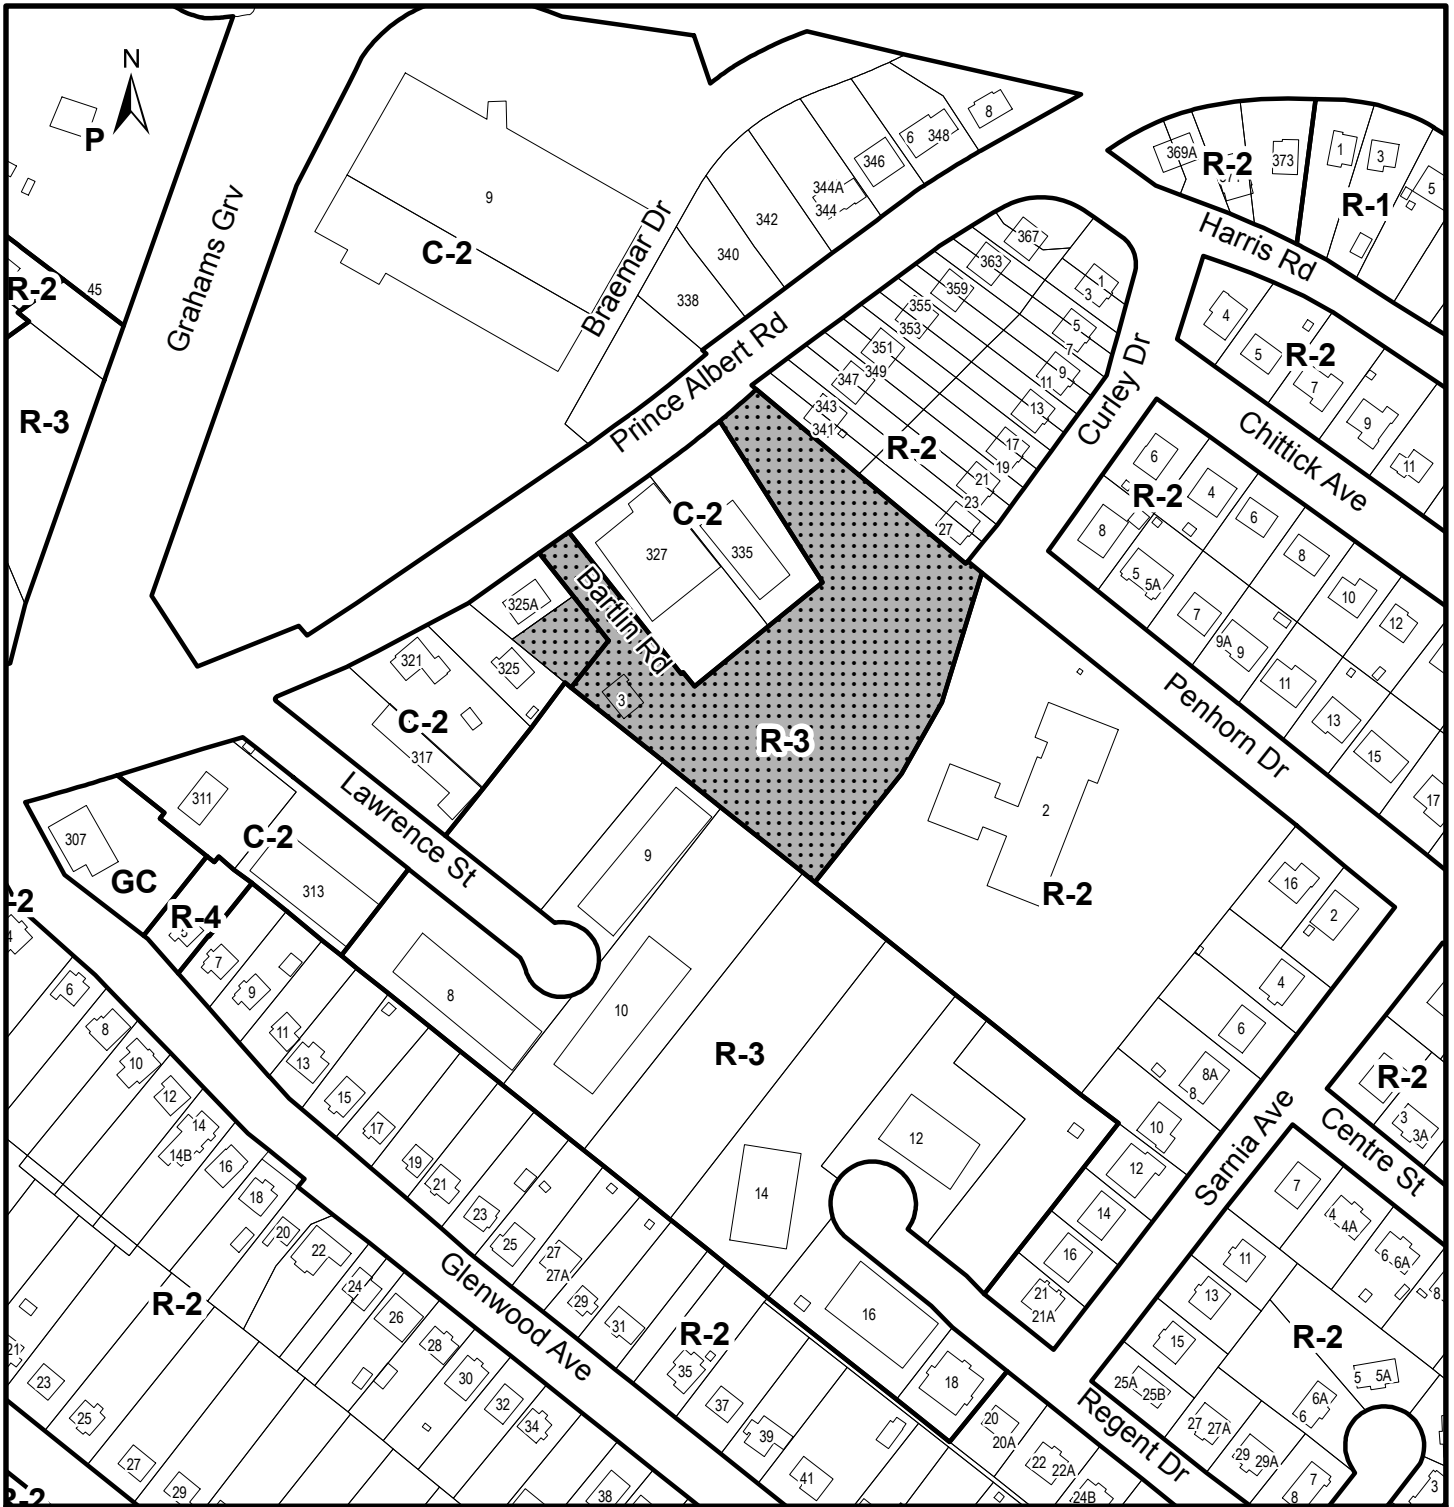 N
P
Grahams Grv
9
C-2
Braemar Dr
342
340
338
344A
344
346
6
348
8
369A
R-2
373
1
3
5
R-1
Harris Rd
R-2
45
R-3
Prince Albert Rd
367
363
359
355
353
351
349
347
343
341
R-2
1
3
5
7
9
11
13
17
19
21
23
27
Curley Dr
4
5
R-2
7
9
11
Chittick Ave
6
R-2
4
6
8
8
5
5A
7
9A
9
10
12
11
13
15
17
Penhorn Dr
C-2
327
335
325A
Bartlin Rd
3
R-3
321
325
C-2
317
Lawrence St
311
307
C-2
GC
313
R-4
5
-2
4
7
9
11
13
15
17
19
21
23
25
27
27A
29
31
R-2
35
37
39
41
9
8
10
R-3
14
12
16
18
2
R-2
16
2
4
6
8A
8
10
12
14
16
21
21A
Sarnia Ave
R-2
3
3A
Centre St
7
4
4A
6
6A
8
11
13
15
R-2
5
5A
6A
6
25A
25B
27
27A
29
29A
7
8
3
Regent Dr
20
20A
22
22A
24B
6
8
10
12
14
14B
16
18
20
22
24
26
28
30
32
34
38
Glenwood Ave
R-2
21
23
25
27
29
R-2